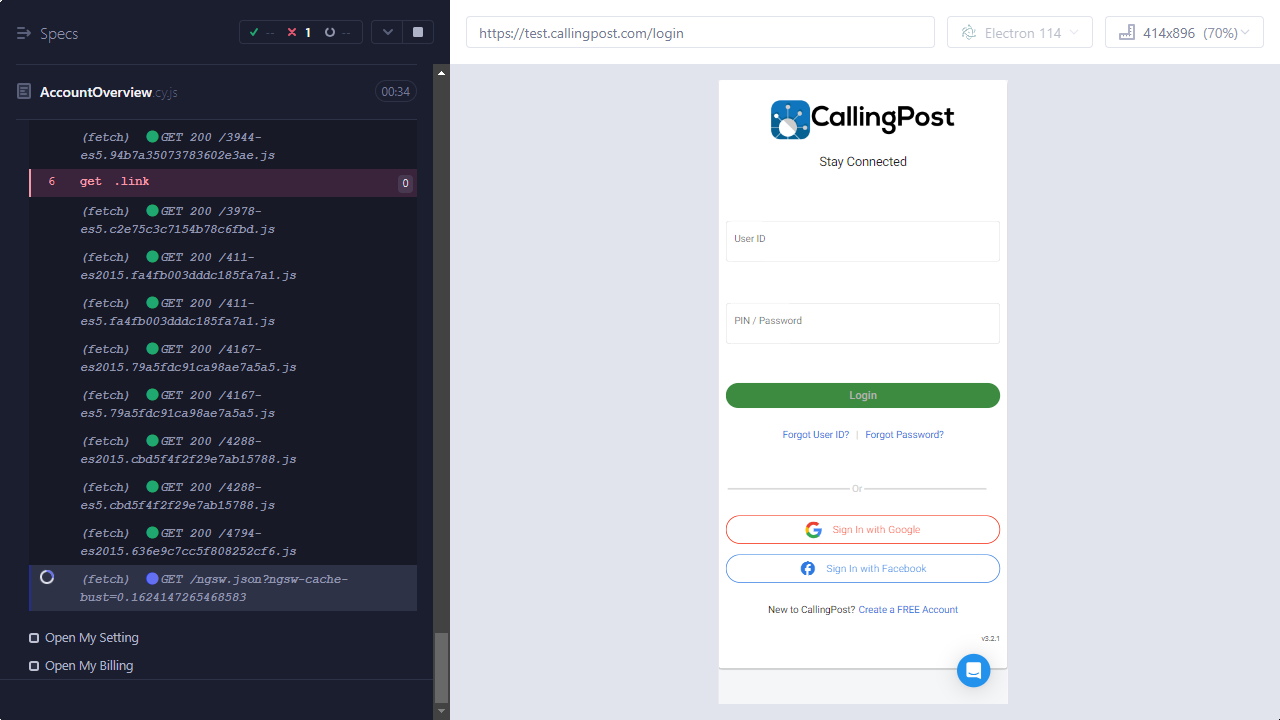 Specs
-- 1 --
AccountOverview.cy.js 00:34
(fetch) GET 200 /3944-
es5.94b7a35073783602e3ae.js
6 get .link 0
(fetch) GET 200 /3978-
es5.c2e75c3c7154b78c6fbd.js
(fetch) GET 200 /411-
es2015.fa4fb003dddc185fa7a1.js
(fetch) GET 200 /411-
es5.fa4fb003dddc185fa7a1.js
(fetch) GET 200 /4167-
es2015.79a5fdc91ca98ae7a5a5.js
(fetch) GET 200 /4167-
es5.79a5fdc91ca98ae7a5a5.js
(fetch) GET 200 /4288-
es2015.cbd5f4f2f29e7ab15788.js
(fetch) GET 200 /4288-
es5.cbd5f4f2f29e7ab15788.js
(fetch) GET 200 /4794-
es2015.636e9c7cc5f808252cf6.js
(fetch) GET /ngsw.json?ngsw-cache-
bust=0.1624147265468583
Open My Setting
Open My Billing
https://test.callingpost.com/login
Electron 114
414x896 (70%)
CallingPost
Stay Connected
User ID
PIN / Password
Login
Forgot User ID? | Forgot Password?
Or
Sign In with Google
Sign In with Facebook
New to CallingPost? Create a FREE Account
v3.2.1